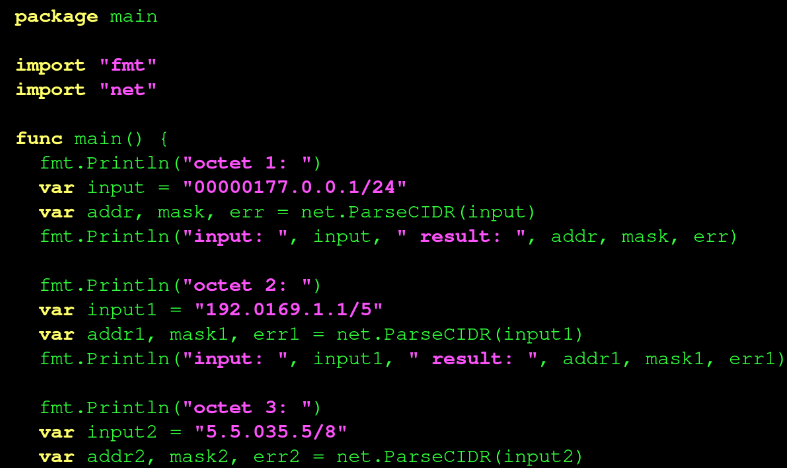 package main

import "fmt"
import "net"

func main() {
  fmt.Println("octet 1: ")
  var input = "00000177.0.0.1/24"
  var addr, mask, err = net.ParseCIDR(input)
  fmt.Println("input: ", input, " result: ", addr, mask, err)

  fmt.Println("octet 2: ")
  var input1 = "192.0169.1.1/5"
  var addr1, mask1, err1 = net.ParseCIDR(input1)
  fmt.Println("input: ", input1, " result: ", addr1, mask1, err1)

  fmt.Println("octet 3: ")
  var input2 = "5.5.035.5/8"
  var addr2, mask2, err2 = net.ParseCIDR(input2)